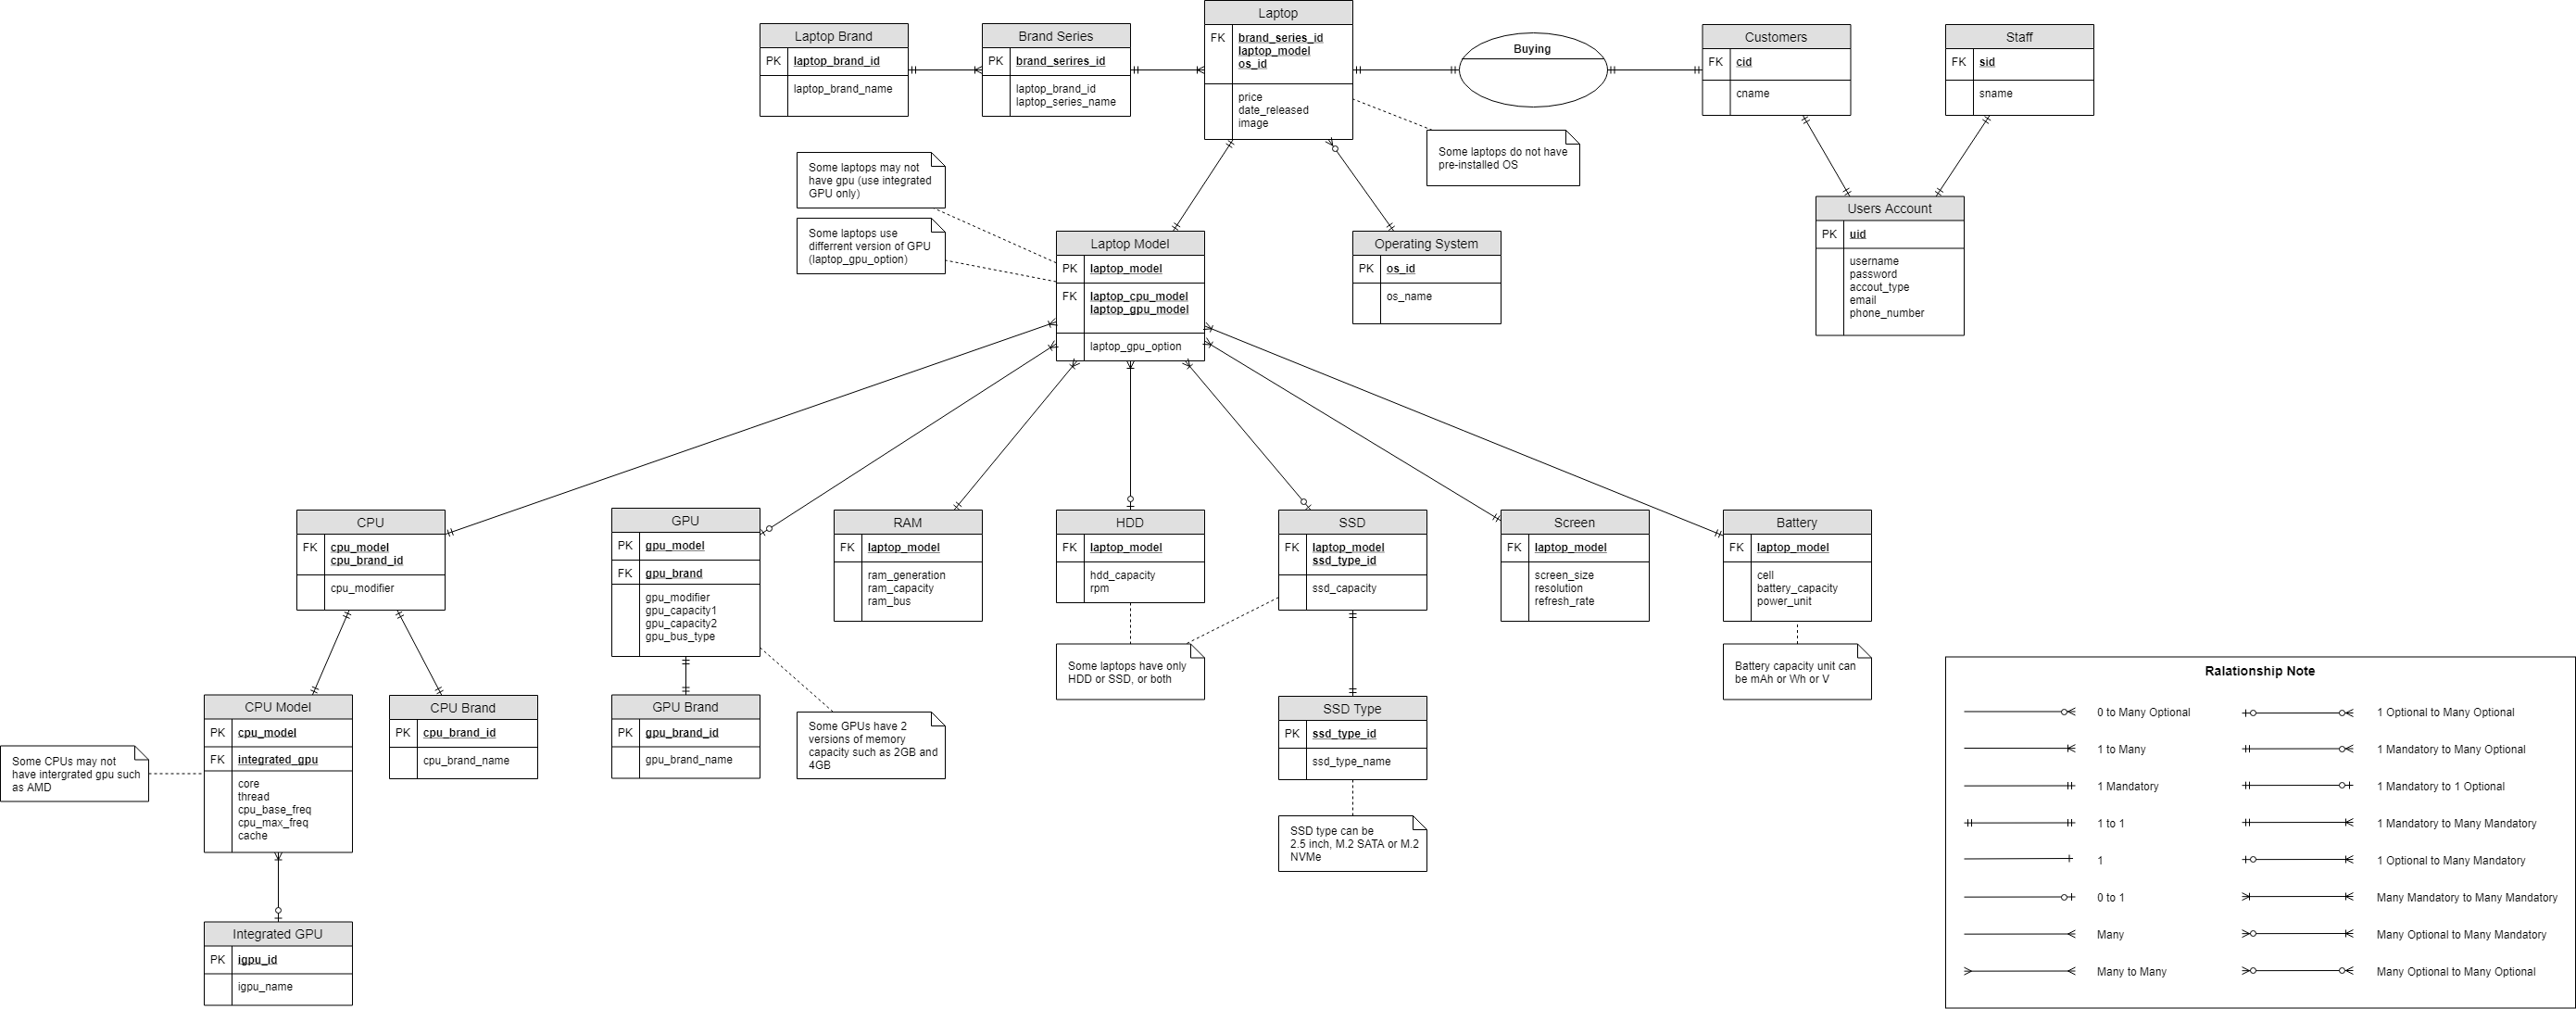 Laptop Brand
PK laptop_brand_id
laptop_brand_name
Brand Series
PK brand_serires_id
laptop_brand_id
laptop_series_name
Laptop
FK brand_series_id
laptop_model
os_id
price
date_released
image
Buying
Customers
FK cid
cname
Staff
FK sid
sname
Some laptops do not have
pre-installed OS
Some laptops may not
have gpu (use integrated
GPU only)
Some laptops use
differrent version of GPU
(laptop_gpu_option)
Laptop Model
PK laptop_model
FK laptop_cpu_model
laptop_gpu_model
laptop_gpu_option
Operating System
PK os_id
os_name
Users Account
PK uid
username
password
accout_type
email
phone_number
CPU
FK cpu_model
cpu_brand_id
cpu_modifier
GPU
PK gpu_model
FK gpu_brand
gpu_modifier
gpu_capacity1
gpu_capacity2
gpu_bus_type
RAM
FK laptop_model
ram_generation
ram_capacity
ram_bus
HDD
FK laptop_model
hdd_capacity
rpm
SSD
FK laptop_model
ssd_type_id
ssd_capacity
Screen
FK laptop_model
screen_size
resolution
refresh_rate
Battery
FK laptop_model
cell
battery_capacity
power_unit
Some laptops have only
HDD or SSD, or both
Battery capacity unit can
be mAh or Wh or V
CPU Model
PK cpu_model
FK integrated_gpu
core
thread
cpu_base_freq
cpu_max_freq
cache
CPU Brand
PK cpu_brand_id
cpu_brand_name
GPU Brand
PK gpu_brand_id
gpu_brand_name
Some GPUs have 2
versions of memory
capacity such as 2GB and
4GB
SSD Type
PK ssd_type_id
ssd_type_name
Some CPUs may not
have intergrated gpu such
as AMD
SSD type can be
2.5 inch, M.2 SATA or M.2
NVMe
Integrated GPU
PK igpu_id
igpu_name
Ralationship Note
0 to Many Optional
1 Optional to Many Optional
1 to Many
1 Mandatory to Many Optional
1 Mandatory
1 Mandatory to 1 Optional
1 to 1
1 Mandatory to Many Mandatory
1
1 Optional to Many Mandatory
0 to 1
Many Mandatory to Many Mandatory
Many
Many Optional to Many Mandatory
Many to Many
Many Optional to Many Optional